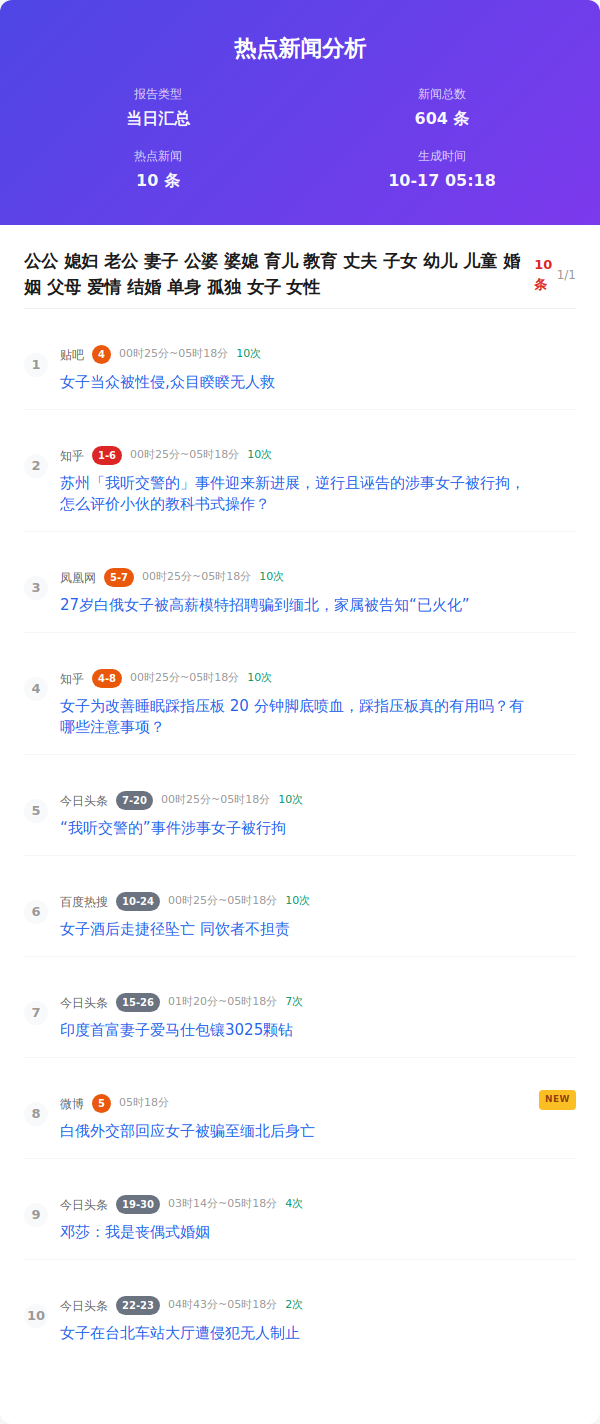 热点新闻分析
报告类型
新闻总数
当日汇总
604 条
热点新闻
生成时间
10 条
10-17 05:18
公公 媳妇 老公 妻子 公婆 婆媳 育儿 教育 丈夫 子女 幼儿 儿童 婚
姻 父母 爱情 结婚 单身 孤独 女子 女性
10
条
1/1
1
贴吧 4 00时25分~05时18分 10次
女子当众被性侵,众目睽睽无人救
2
知乎 1-6 00时25分~05时18分 10次
苏州「我听交警的」事件迎来新进展，逆行且诬告的涉事女子被行拘，
怎么评价小伙的教科书式操作？
3
凤凰网 5-7 00时25分~05时18分 10次
27岁白俄女子被高薪模特招聘骗到缅北，家属被告知“已火化”
4
知乎 4-8 00时25分~05时18分 10次
女子为改善睡眠踩指压板 20 分钟脚底喷血，踩指压板真的有用吗？有
哪些注意事项？
5
今日头条 7-20 00时25分~05时18分 10次
“我听交警的”事件涉事女子被行拘
6
百度热搜 10-24 00时25分~05时18分 10次
女子酒后走捷径坠亡 同饮者不担责
7
今日头条 15-26 01时20分~05时18分 7次
印度首富妻子爱马仕包镶3025颗钻
8
微博 5 05时18分
NEW
白俄外交部回应女子被骗至缅北后身亡
9
今日头条 19-30 03时14分~05时18分 4次
邓莎：我是丧偶式婚姻
10
今日头条 22-23 04时43分~05时18分 2次
女子在台北车站大厅遭侵犯无人制止